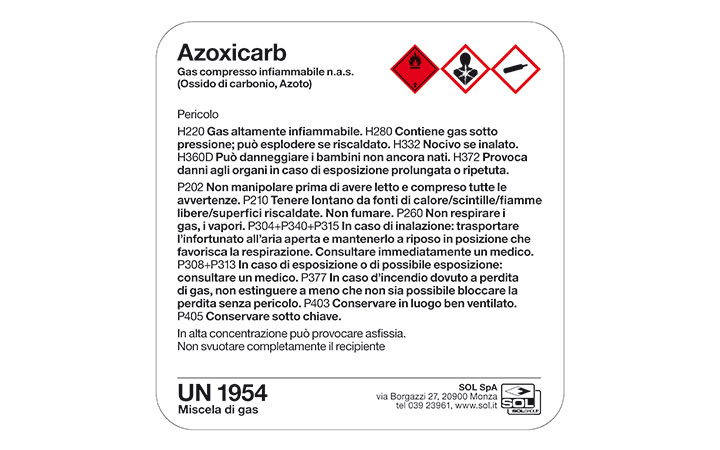 Azoxicarb
Gas compresso infiammabile n.a.s.
(Ossido di carbonio, Azoto)
2
Pericolo
H220 Gas altamente infiammabile. H280 Contiene gas sotto
pressione; può esplodere se riscaldato. H332 Nocivo se inalato.
H360D Può danneggiare i bambini non ancora nati. H372 Provoca
danni agli organi in caso di esposizione prolungata o ripetuta.
P202 Non manipolare prima di avere letto e compreso tutte le
avvertenze. P210 Tenere lontano da fonti di calore/scintille/fiamme
libere/superfici riscaldate. Non fumare. P260 Non respirare i
gas, i vapori. P304+P340+P315 In caso di inalazione: trasportare
l'infortunato all'aria aperta e mantenerlo a riposo in posizione che
favorisca la respirazione. Consultare immediatamente un medico.
P308+P313 In caso di esposizione o di possibile esposizione:
consultare un medico. P377 In caso d'incendio dovuto a perdita
di gas, non estinguere a meno che non sia possibile bloccare la
perdita senza pericolo. P403 Conservare in luogo ben ventilato.
P405 Conservare sotto chiave.
In alta concentrazione può provocare asfissia.
Non svuotare completamente il recipiente
UN 1954
Miscela di gas
SOL SpA
via Borgazzi 27, 20900 Monza
tel 039 23961, www.sol.it
SOL
SOLGROUP